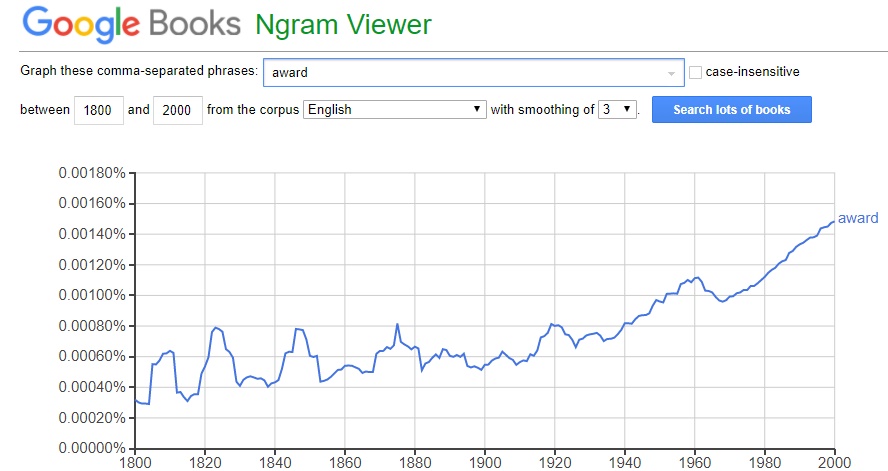 Google Books Ngram Viewer
Graph these comma-separated phrases: award case-insensitive
between 1800 and 2000 from the corpus English with smoothing of 3 . Search lots of books
0.00180%
0.00160%
0.00140%
award
0.00120%
0.00100%
0.00080%
0.00060%
0.00040%
0.00020%
0.00000%
1800 1820 1840 1860 1880 1900 1920 1940 1960 1980 2000